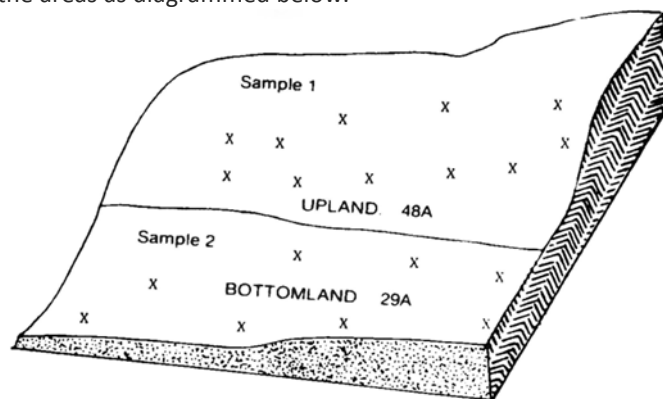 the areas as diagrammed below.
Sample 1
UPLAND. 48A
Sample 2
BOTTOMLAND 29A